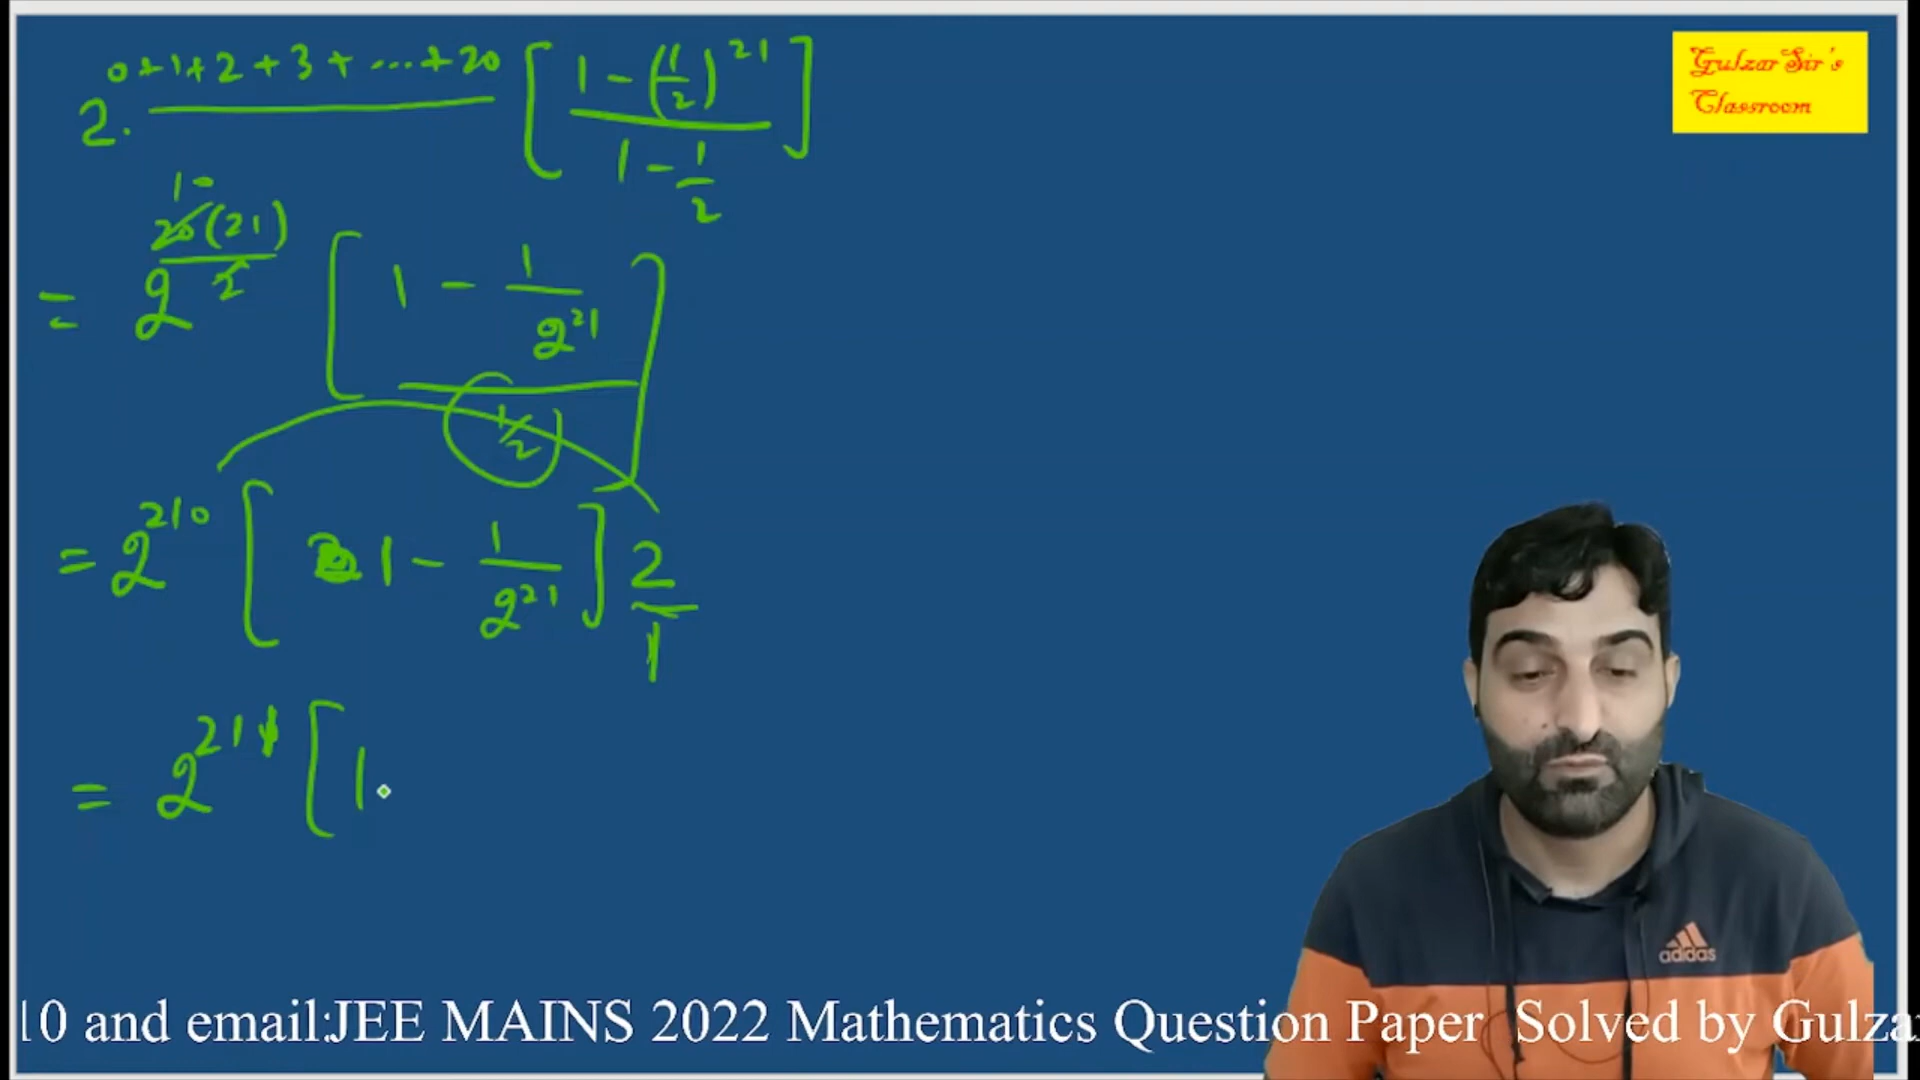 Gulzar Sir's
Classroom
2. 0+1+2+3+...+20 [ 1-(1/2)^21 / 1-1/2 ]
= 2^20(21)/2 10 [ 1 - 1/2^21 / 1/2 ]
= 2^210 [ 1 - 1/2^21 ] 2/1
= 2^211 [ 1
10 and email:JEE MAINS 2022 Mathematics Question Paper Solved by Gulza